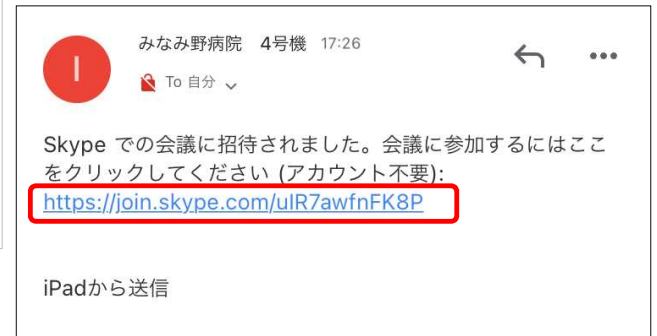 みなみ野病院 4号機 17:26
I
To 自分
Skype での会議に招待されました。会議に参加するにはここ
をクリックしてください (アカウント不要):
https://join.skype.com/uIR7awfnFK8P
iPadから送信